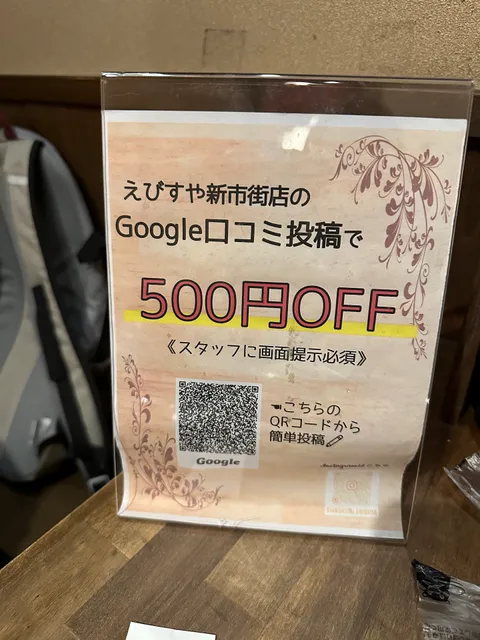 えびすや新市街店の
Google口コミ投稿で
500円OFF
《スタッフに画面提示必須》
☜こちらの
QRコードから
簡単投稿
Google